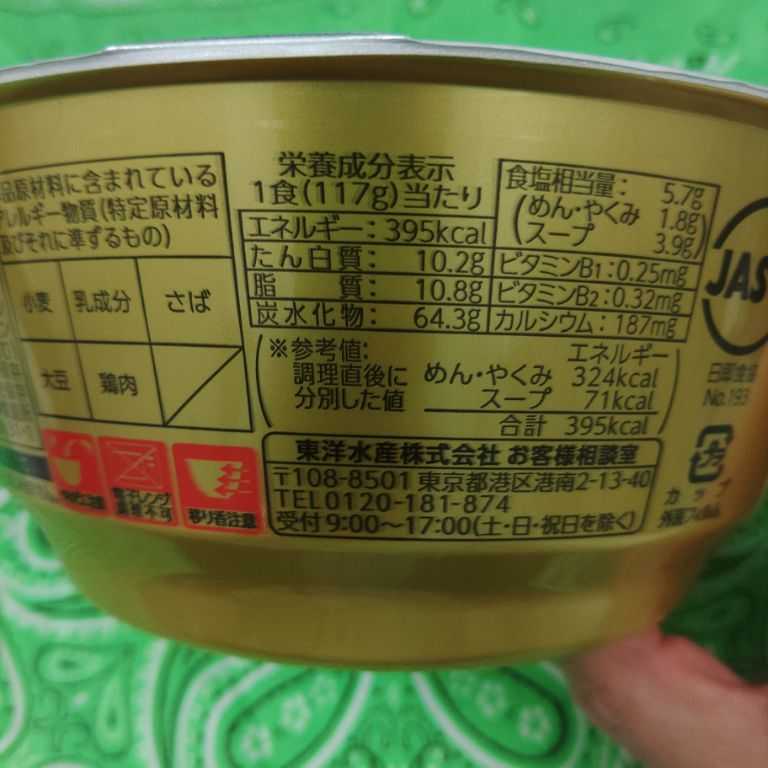 品原材料に含まれている
アレルギー物質(特定原材料
及びそれに準ずるもの)
小麦 乳成分 さば
大豆 鶏肉
移り香注意
栄養成分表示
1食(117g)当たり
エネルギー: 395kcal
たん白質: 10.2g
脂質: 10.8g
炭水化物: 64.3g
食塩相当量: 5.7g
(めん・やくみ 1.8g
スープ 3.9g)
ビタミンB1:0.25mg
ビタミンB2:0.32mg
カルシウム:187mg
(※参考値:
調理直後に
分別した値
エネルギー
めん・やくみ 324kcal
スープ 71kcal
合計 395kcal)
東洋水産株式会社 お客様相談室
〒108-8501 東京都港区港南2-13-40
TEL0120-181-874
受付9:00〜17:00(土・日・祝日を除く)
JAS
No.193
カップ